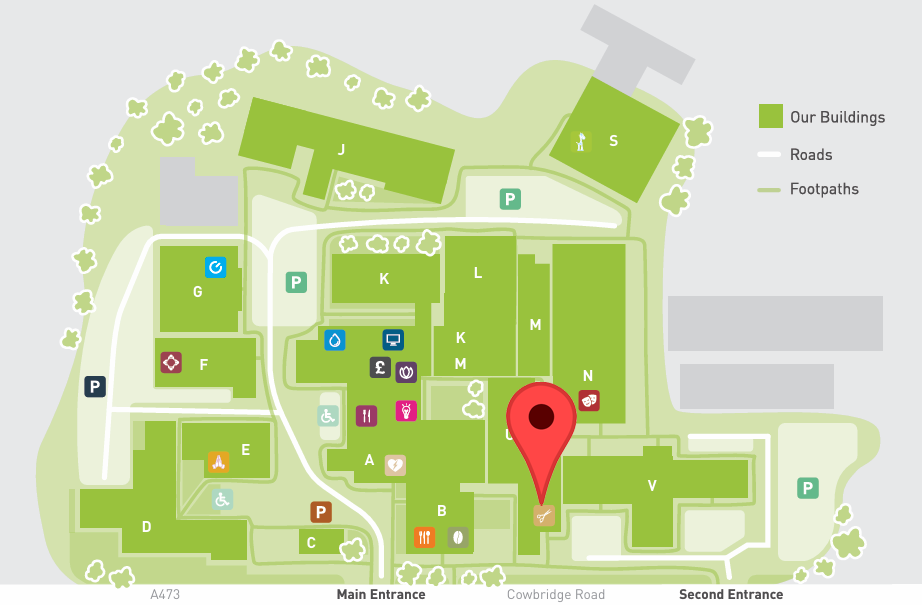 S
J
Our Buildings
Roads
Footpaths
P
G
P
K
L
K
M
M
£
F
N
P
E
A
D
P
C
B
V
P
A473
Main Entrance
Cowbridge Road
Second Entrance